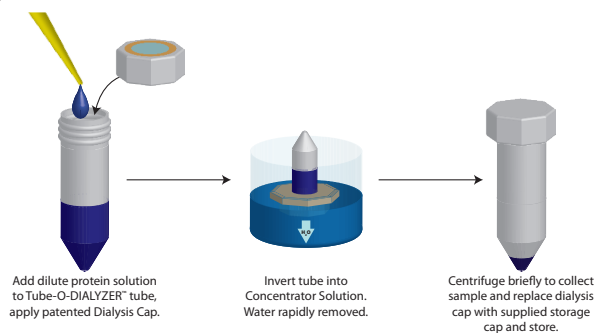 H₂O
Add dilute protein solution
to Tube-O-DIALYZER™ tube,
apply patented Dialysis Cap.
Invert tube into
Concentrator Solution.
Water rapidly removed.
Centrifuge briefly to collect
sample and replace dialysis
cap with supplied storage
cap and store.